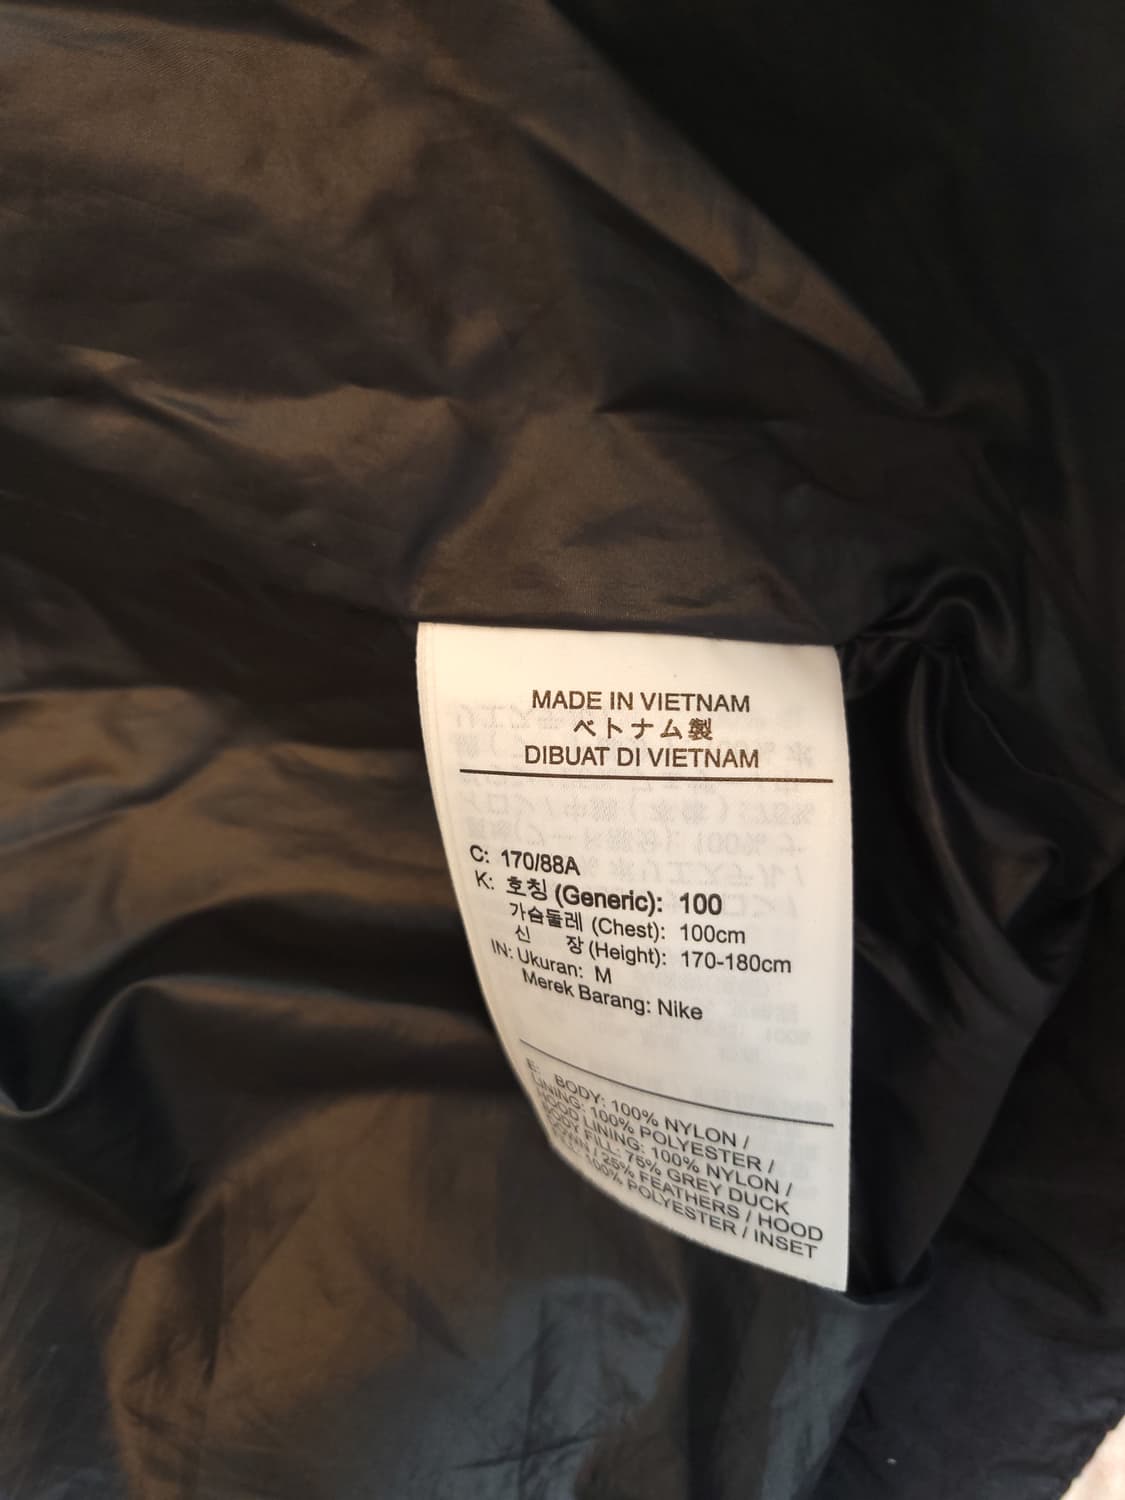 MADE IN VIETNAM
ベトナム製
DIBUAT DI VIETNAM
C: 170/88A
K: 호칭 (Generic): 100
가슴둘레 (Chest): 100cm
신 장 (Height): 170-180cm
IN: Ukuran: M
Merek Barang: Nike
E: BODY: 100% NYLON /
LINING: 100% POLYESTER /
HOOD LINING: 100% NYLON /
BODY FILL: 75% GREY DUCK
DOWN / 25% FEATHERS / HOOD
100% POLYESTER / INSET